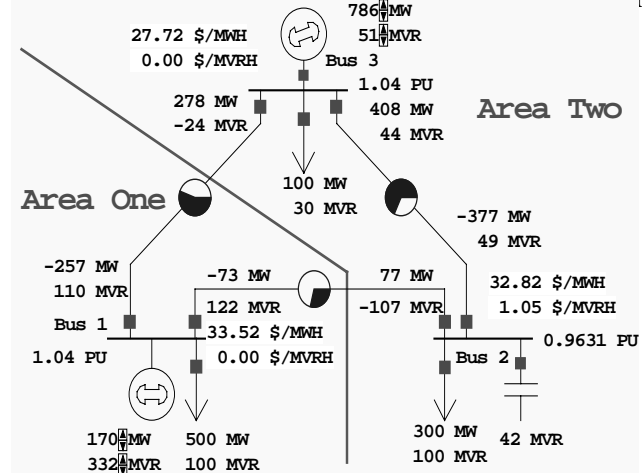 786 MW
27.72 $/MWH
51 MVR
0.00 $/MVRH
Bus 3
1.04 PU
278 MW
408 MW
Area Two
-24 MVR
44 MVR
100 MW
30 MVR
Area One
-377 MW
49 MVR
-257 MW
-73 MW
77 MW
32.82 $/MWH
110 MVR
122 MVR
-107 MVR
1.05 $/MVRH
Bus 1
33.52 $/MWH
0.9631 PU
1.04 PU
0.00 $/MVRH
Bus 2
170 MW
500 MW
300 MW
42 MVR
332 MVR
100 MVR
100 MVR